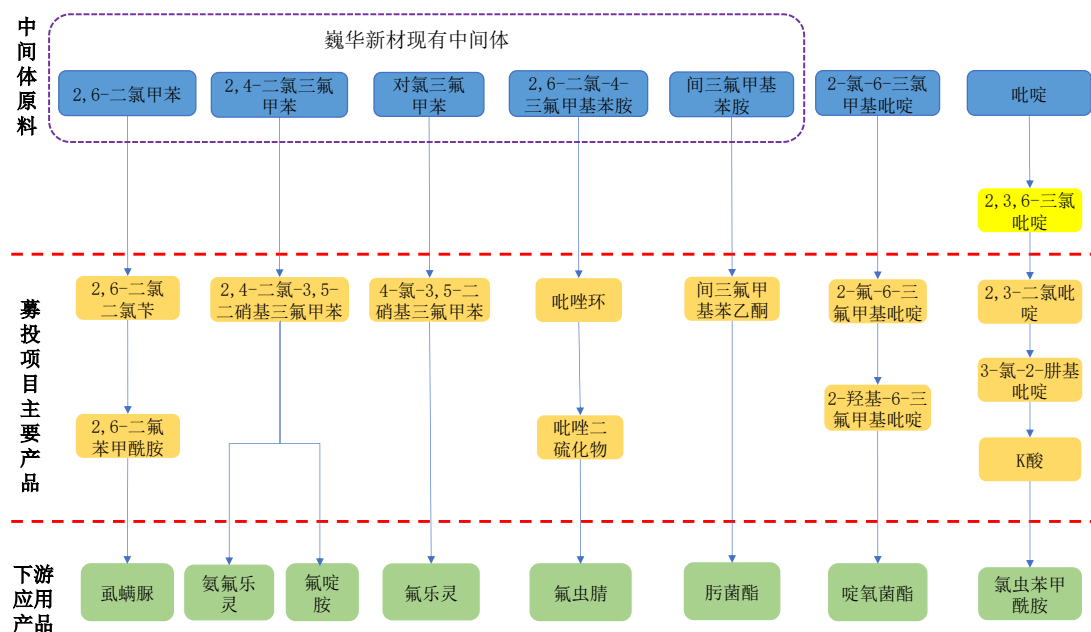 中间体原料
巍华新材现有中间体
2,6-二氯甲苯
2,4-二氯三氟
甲苯
对氯三氟
甲苯
2,6-二氯-4-
三氟甲基苯胺
间三氟甲基
苯胺
2-氯-6-三氯
甲基吡啶
吡啶
2,3,6-三氯
吡啶
募投项目主要产品
2,6-二氯
二氯苄
2,4-二氯-3,5-
二硝基三氟甲苯
4-氯-3,5-二
硝基三氟甲苯
吡唑环
间三氟甲
基苯乙酮
2-氟-6-三
氟甲基吡啶
2,3-二氯吡
啶
3-氯-2-肼基
吡啶
2,6-二氟
苯甲酰胺
吡唑二
硫化物
2-羟基-6-三
氟甲基吡啶
K酸
下游
应用
产品
虱螨脲
氨氟乐
灵
氟啶
胺
氟乐灵
氟虫腈
肟菌酯
啶氧菌酯
氯虫苯甲
酰胺